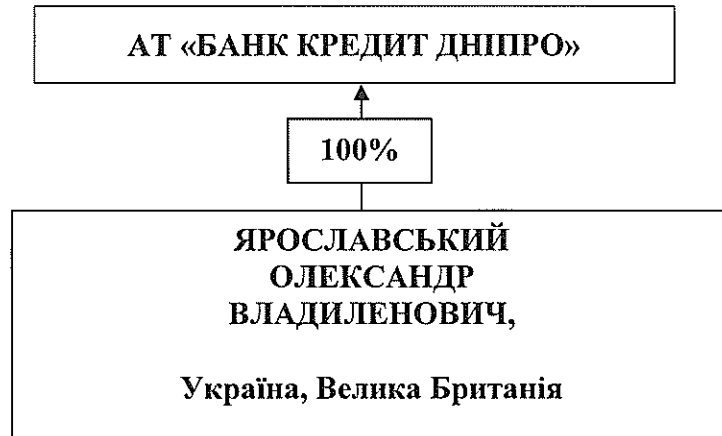 АТ «БАНК КРЕДИТ ДНІПРО»
100%
ЯРОСЛАВСЬКИЙ
ОЛЕКСАНДР
ВЛАДИЛЕНОВИЧ,
Україна, Велика Британія